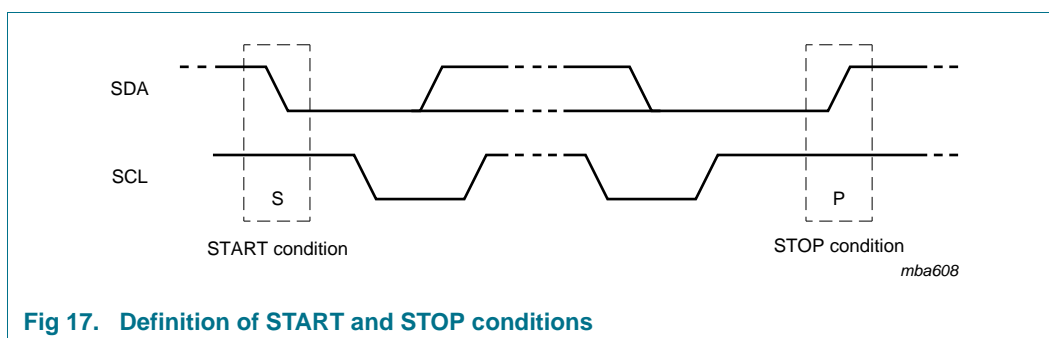 SDA
SCL
S
P
START condition
STOP condition
mba608
Fig 17. Definition of START and STOP conditions